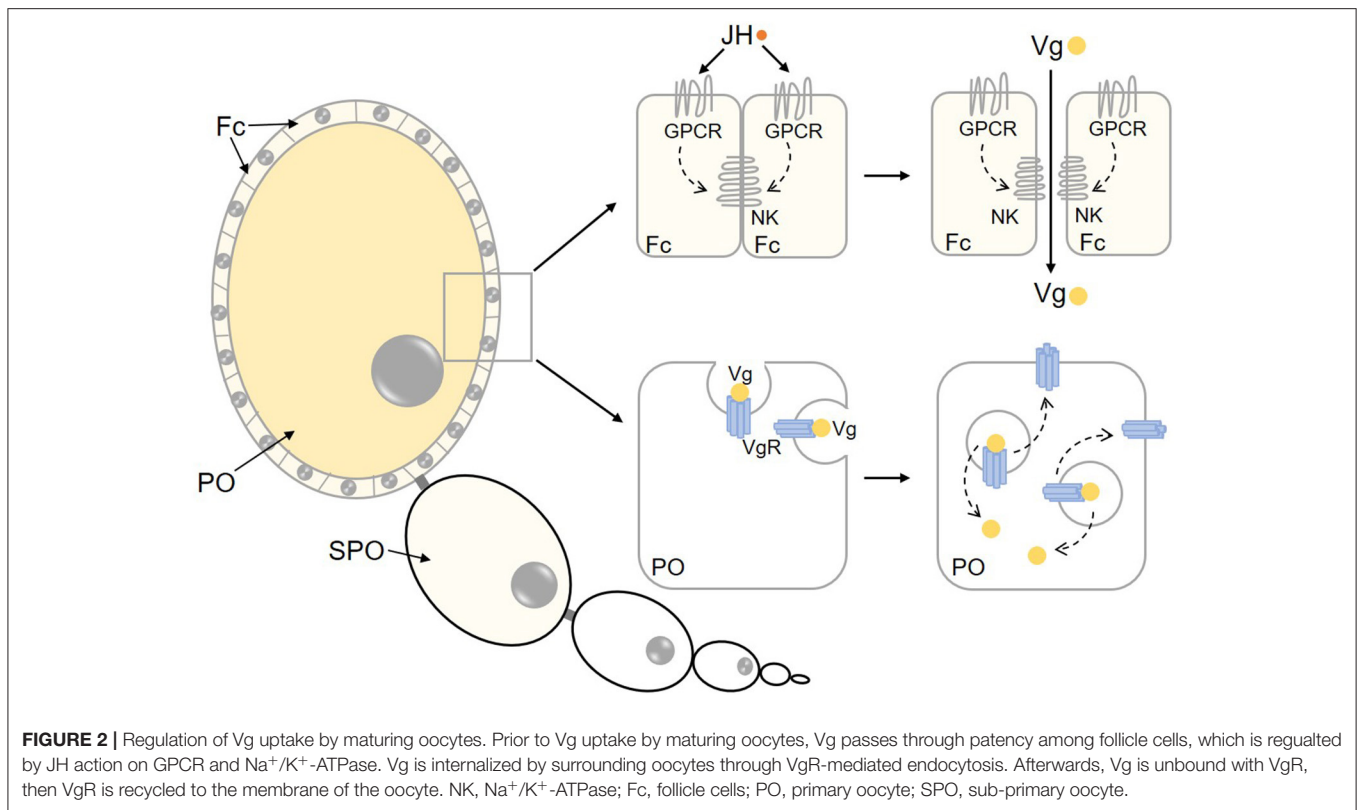 JH
Vg
Fc
GPCR
GPCR
GPCR
GPCR
NK
NK
NK
Fc
Fc
Fc
Fc
Vg
Vg
VgR
Vg
PO
SPO
PO
PO
FIGURE 2 | Regulation of Vg uptake by maturing oocytes. Prior to Vg uptake by maturing oocytes, Vg passes through patency among follicle cells, which is regualted
by JH action on GPCR and Na⁺/K⁺-ATPase. Vg is internalized by surrounding oocytes through VgR-mediated endocytosis. Afterwards, Vg is unbound with VgR,
then VgR is recycled to the membrane of the oocyte. NK, Na⁺/K⁺-ATPase; Fc, follicle cells; PO, primary oocyte; SPO, sub-primary oocyte.